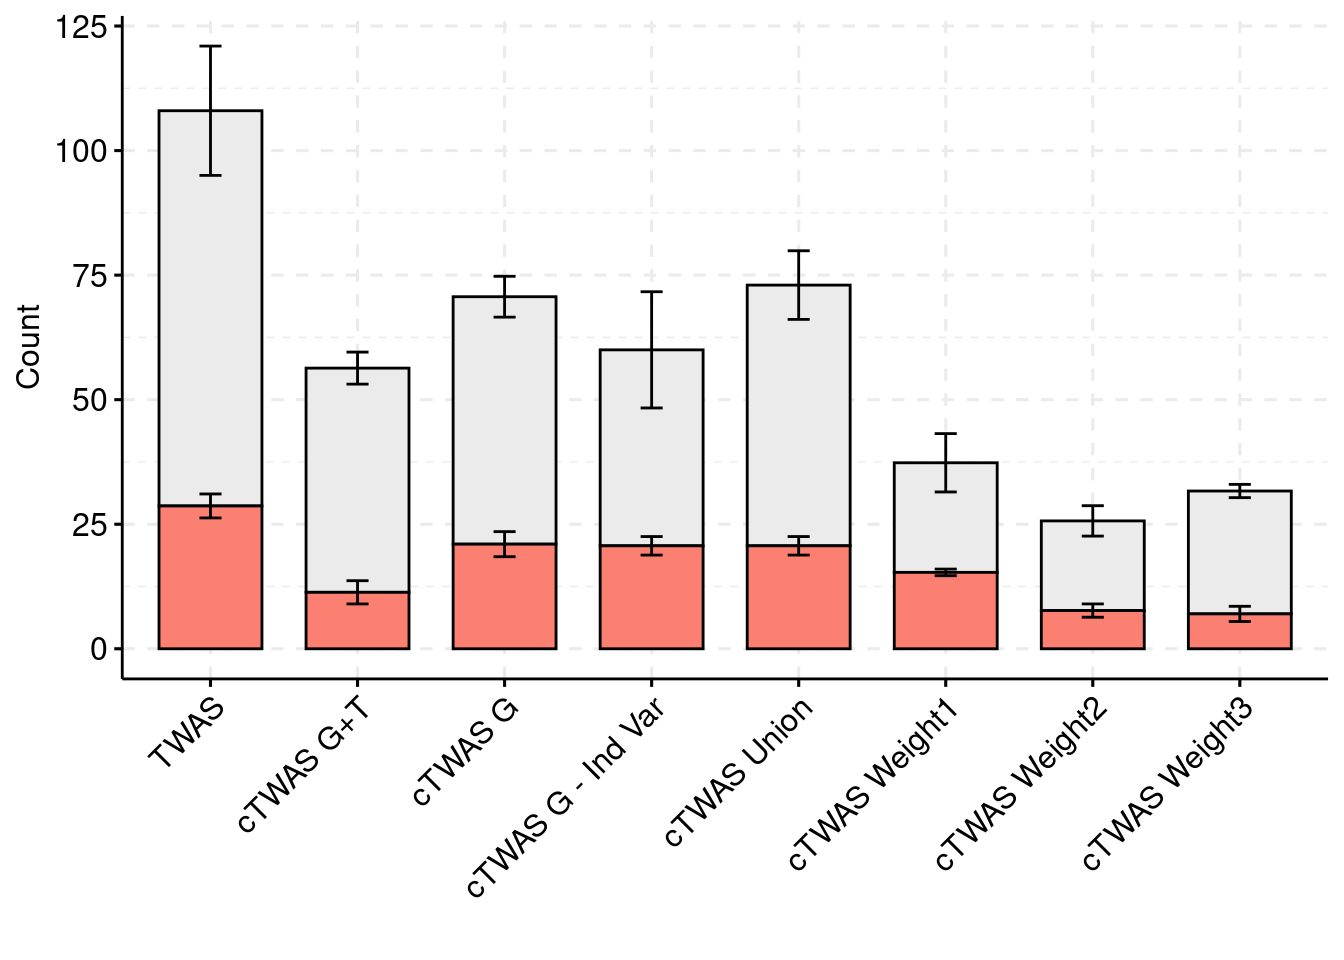 125
100
75
50
25
0
Count
TWAS
cTWAS G+T
cTWAS G
cTWAS G - Ind Var
cTWAS Union
cTWAS Weight1
cTWAS Weight2
cTWAS Weight3